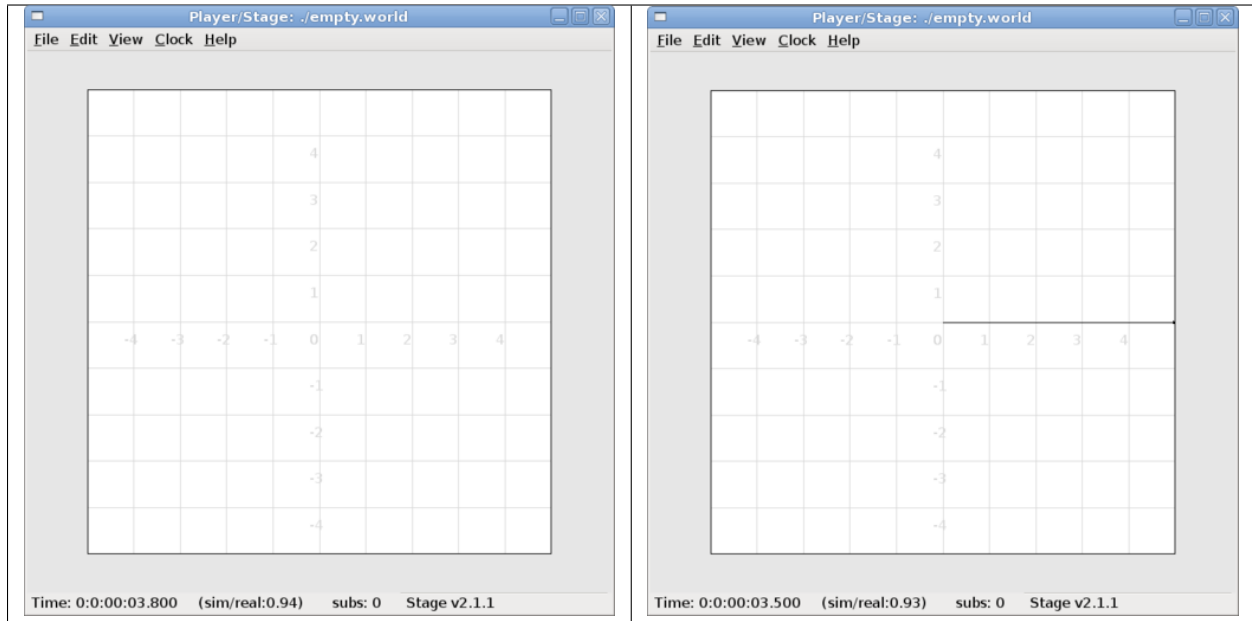 Player/Stage: ./empty.world
File Edit View Clock Help
4
3
2
1
-4 -3 -2 -1 0 1 2 3 4
-1
-2
-3
-4
Time: 0:0:00:03.800 (sim/real:0.94) subs: 0 Stage v2.1.1
Player/Stage: ./empty.world
File Edit View Clock Help
4
3
2
1
-4 -3 -2 -1 0 1 2 3 4
-1
-2
-3
-4
Time: 0:0:00:03.500 (sim/real:0.93) subs: 0 Stage v2.1.1